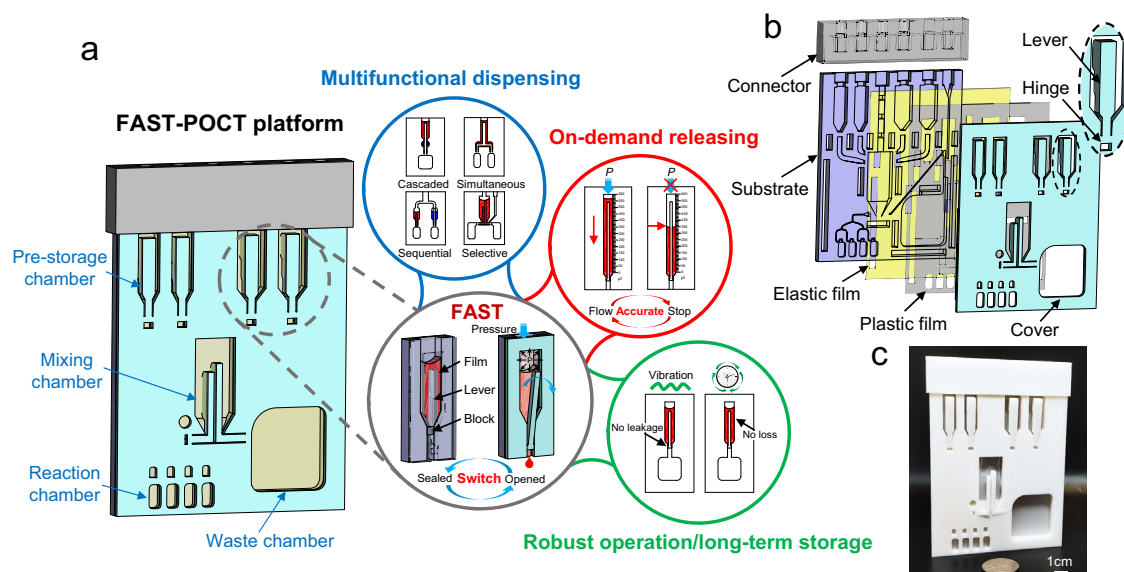 a
Multifunctional dispensing
FAST-POCT platform
On-demand releasing
Cascaded
Simultaneous
Sequential
Selective
P
P
Flow
Accurate
Stop
Pre-storage
chamber
Mixing
chamber
Reaction
chamber
Waste chamber
FAST
Pressure
P
Film
Lever
Block
Sealed
Switch
Opened
Vibration
No leakage
No loss
Robust operation/long-term storage
b
Connector
Lever
Hinge
Substrate
Elastic film
Plastic film
Cover
c
1cm